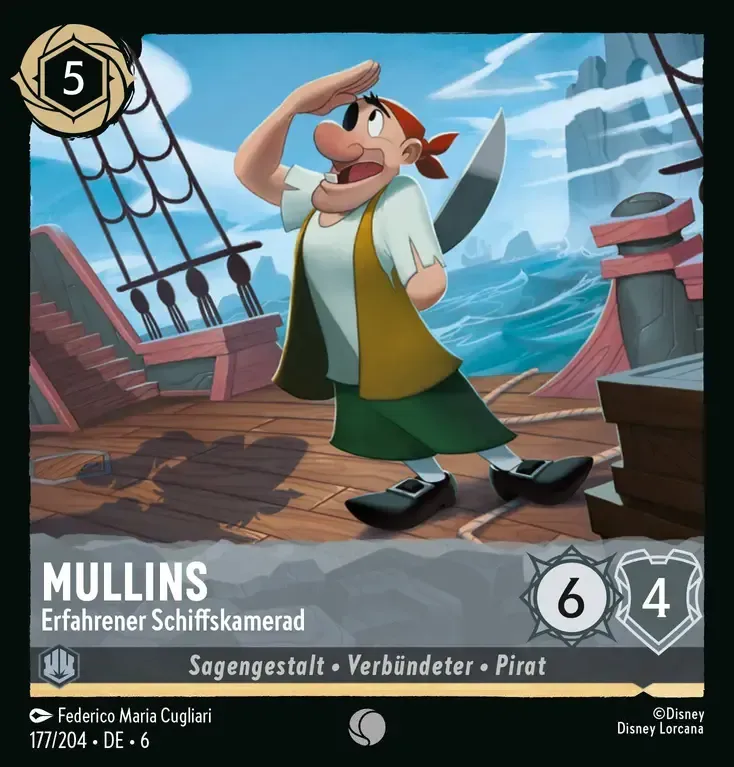 5
MULLINS
Erfahrener Schiffskamerad
6
4
Sagengestalt • Verbündeter • Pirat
Federico Maria Cugliari
©Disney
177/204 • DE • 6
Disney Lorcana